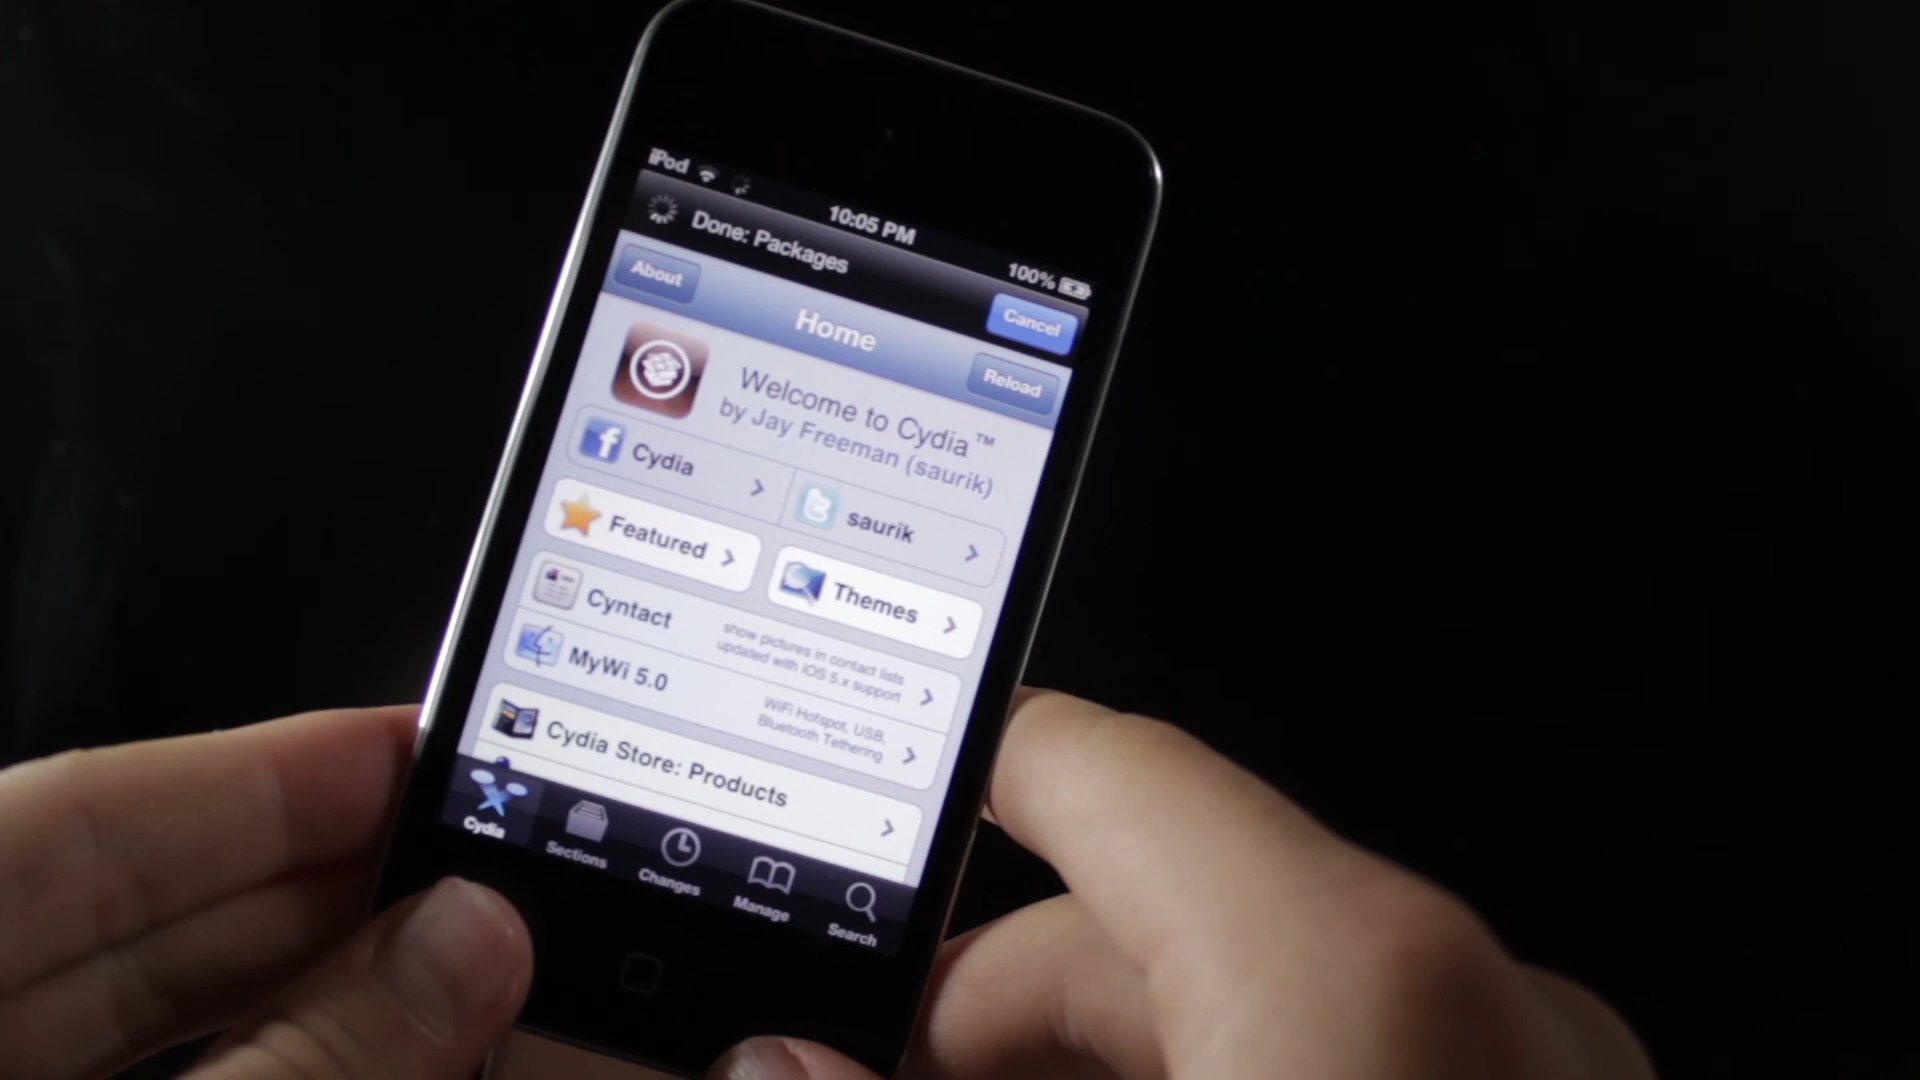 iPod
10:05 PM
100%
Done: Packages
Cancel
About
Home
Reload
Welcome to Cydia™
by Jay Freeman (saurik)
Cydia
saurik
Featured
Themes
Cyntact
show pictures in contact lists
updated with iOS 5.x support
MyWi 5.0
WiFi Hotspot, USB,
Bluetooth Tethering
Cydia Store: Products
Cydia
Sections
Changes
Manage
Search